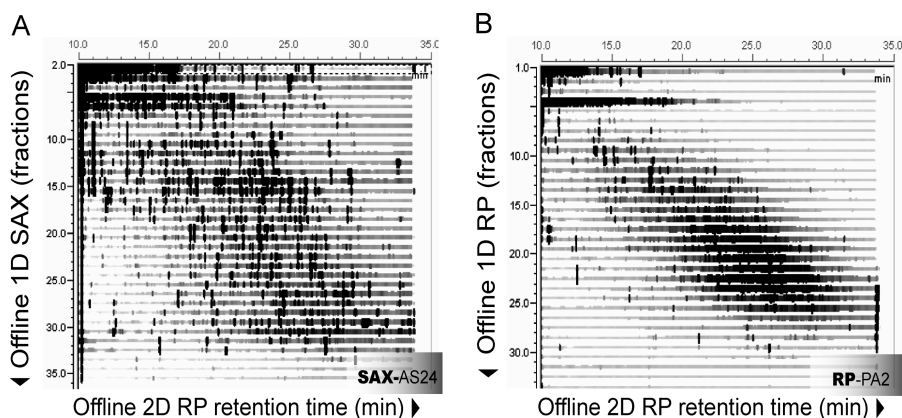 A
10.0 15.0 20.0 25.0 30.0 35.0
min
2.0
10.0
15.0
20.0
25.0
30.0
35.0
◀ Offline 1D SAX (fractions)
SAX-AS24
Offline 2D RP retention time (min) ▶
B
10.0 15.0 20.0 25.0 30.0 35.0
min
1.0
10.0
15.0
20.0
25.0
30.0
◀ Offline 1D RP (fractions)
RP-PA2
Offline 2D RP retention time (min) ▶